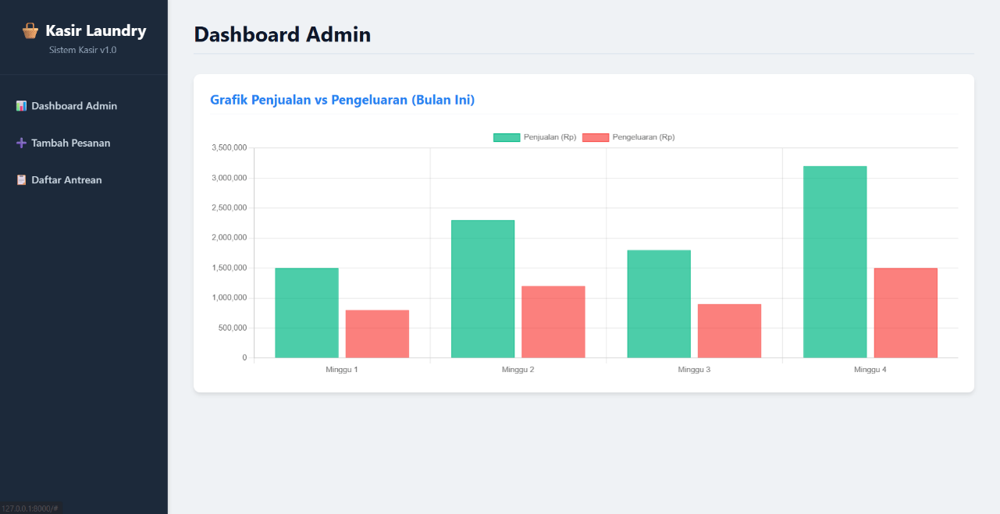 Kasir Laundry
Sistem Kasir v1.0
Dashboard Admin
Tambah Pesanan
Daftar Antrean
Dashboard Admin
Grafik Penjualan vs Pengeluaran (Bulan Ini)
Penjualan (Rp) Pengeluaran (Rp)
3,500,000
3,000,000
2,500,000
2,000,000
1,500,000
1,000,000
500,000
0
Minggu 1 Minggu 2 Minggu 3 Minggu 4
127.0.0.1:8000/#